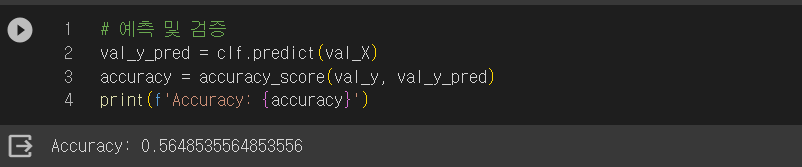 1 # 예측 및 검증
2 val_y_pred = clf.predict(val_X)
3 accuracy = accuracy_score(val_y, val_y_pred)
4 print(f'Accuracy: {accuracy}')
Accuracy: 0.5648535564853556